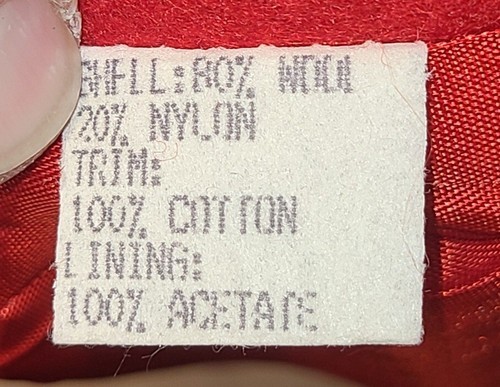 SHELL: 80% WOOL
20% NYLON
TRIM:
100% COTTON
LINING:
100% ACETATE